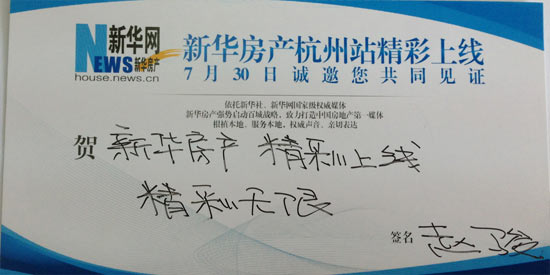 新华网
NEWS 新华房产
house.news.cn
新华房产杭州站精彩上线
7月30日诚邀您共同见证
依托新华社、新华网国家级权威媒体
新华房产强势启动百城战略，致力打造中国房地产第一媒体
根植本地、服务本地，权威声音、亲切表达
贺 新华房产 精彩上线
精彩无限
签名 赵骏